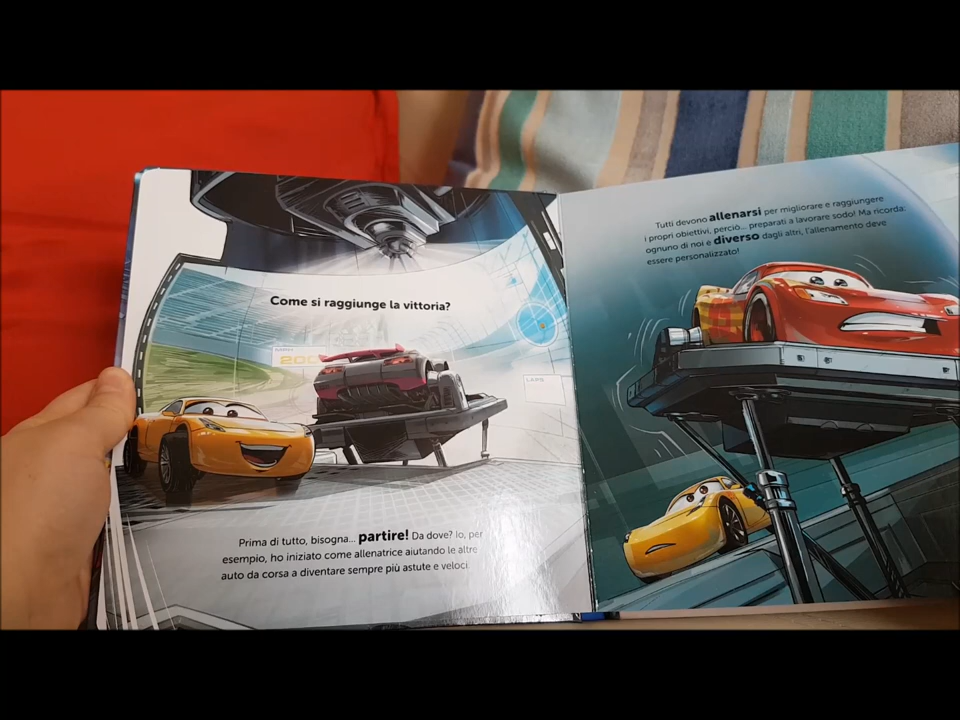 Come si raggiunge la vittoria?
200
LAPS
Prima di tutto, bisogna... partire! Da dove? Io, per
esempio, ho iniziato come allenatrice aiutando le altre
auto da corsa a diventare sempre più astute e veloci
Tutti devono allenarsi per migliorare e raggiungere
i propri obiettivi, perciò... preparati a lavorare sodo! Ma ricorda:
ognuno di noi è diverso dagli altri, l'allenamento deve
essere personalizzato!